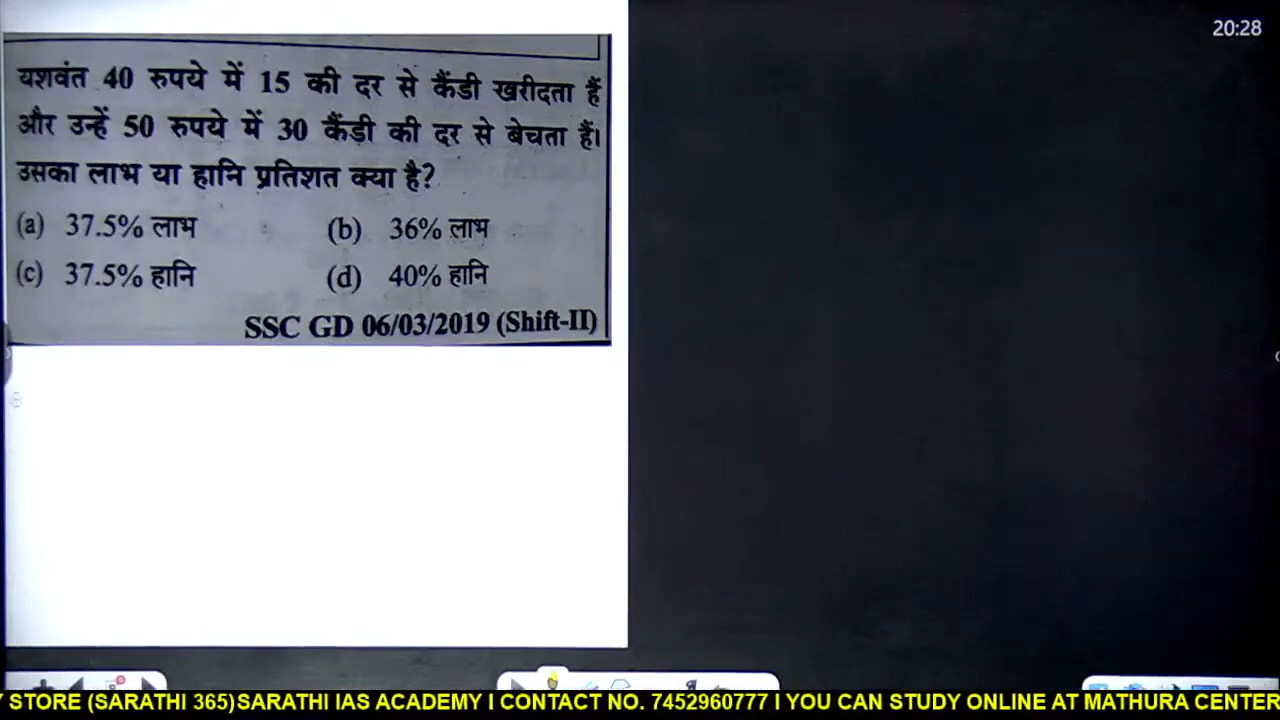 20:28
यशवंत 40 रुपये में 15 की दर से कैंडी खरीदता हैं
और उन्हें 50 रुपये में 30 कैंड़ी की दर से बेचता हैं।
उसका लाभ या हानि प्रतिशत क्या है?
(a) 37.5% लाभ (b) 36% लाभ
(c) 37.5% हानि (d) 40% हानि
SSC GD 06/03/2019 (Shift-II)
STORE (SARATHI 365)SARATHI IAS ACADEMY I CONTACT NO. 7452960777 I YOU CAN STUDY ONLINE AT MATHURA CENTER